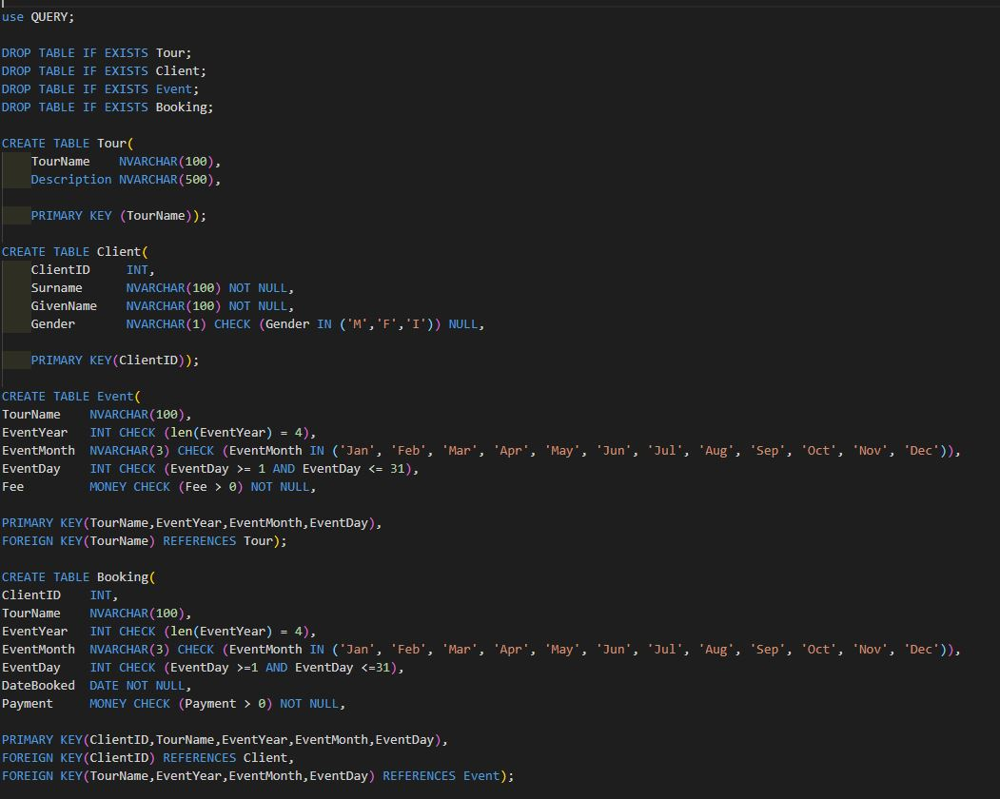 use QUERY;
DROP TABLE IF EXISTS Tour;
DROP TABLE IF EXISTS Client;
DROP TABLE IF EXISTS Event;
DROP TABLE IF EXISTS Booking;
CREATE TABLE Tour(
TourName NVARCHAR(100),
Description NVARCHAR(500),
PRIMARY KEY (TourName));
CREATE TABLE Client(
ClientID INT,
Surname NVARCHAR(100) NOT NULL,
GivenName NVARCHAR(100) NOT NULL,
Gender NVARCHAR(1) CHECK (Gender IN ('M','F','I')) NULL,
PRIMARY KEY(ClientID));
CREATE TABLE Event(
TourName NVARCHAR(100),
EventYear INT CHECK (len(EventYear) = 4),
EventMonth NVARCHAR(3) CHECK (EventMonth IN ('Jan', 'Feb', 'Mar', 'Apr', 'May', 'Jun', 'Jul', 'Aug', 'Sep', 'Oct', 'Nov', 'Dec')),
EventDay INT CHECK (EventDay >= 1 AND EventDay <= 31),
Fee MONEY CHECK (Fee > 0) NOT NULL,
PRIMARY KEY(TourName,EventYear,EventMonth,EventDay),
FOREIGN KEY(TourName) REFERENCES Tour);
CREATE TABLE Booking(
ClientID INT,
TourName NVARCHAR(100),
EventYear INT CHECK (len(EventYear) = 4),
EventMonth NVARCHAR(3) CHECK (EventMonth IN ('Jan', 'Feb', 'Mar', 'Apr', 'May', 'Jun', 'Jul', 'Aug', 'Sep', 'Oct', 'Nov', 'Dec')),
EventDay INT CHECK (EventDay >=1 AND EventDay <=31),
DateBooked DATE NOT NULL,
Payment MONEY CHECK (Payment > 0) NOT NULL,
PRIMARY KEY(ClientID,TourName,EventYear,EventMonth,EventDay),
FOREIGN KEY(ClientID) REFERENCES Client,
FOREIGN KEY(TourName,EventYear,EventMonth,EventDay) REFERENCES Event);